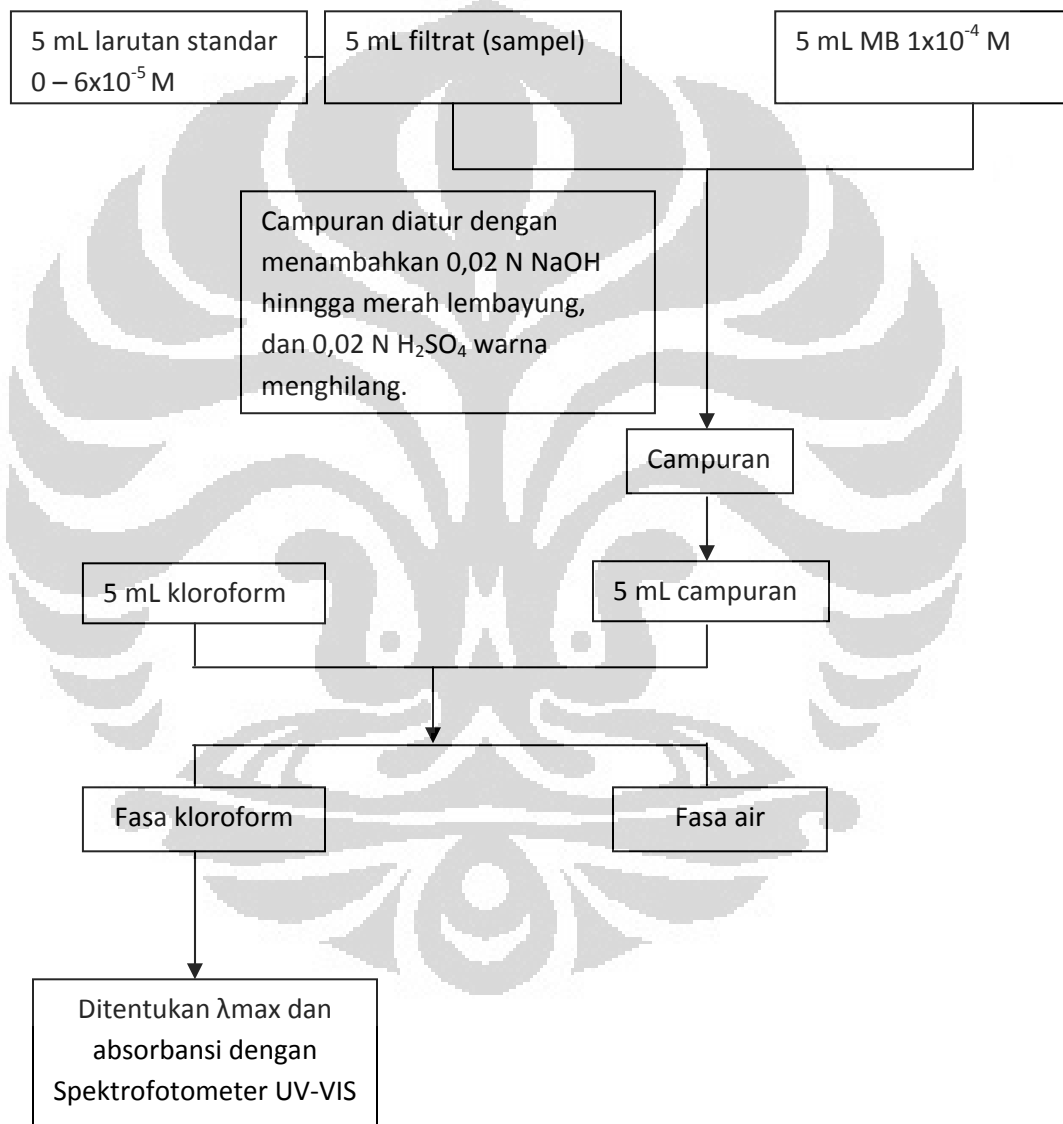 5 mL larutan standar
0 – 6x10⁻⁵ M
5 mL filtrat (sampel)
5 mL MB 1x10⁻⁴ M
Campuran diatur dengan
menambahkan 0,02 N NaOH
hinngga merah lembayung,
dan 0,02 N H₂SO₄ warna
menghilang.
Campuran
5 mL kloroform
5 mL campuran
Fasa kloroform
Fasa air
Ditentukan λmax dan
absorbansi dengan
Spektrofotometer UV-VIS